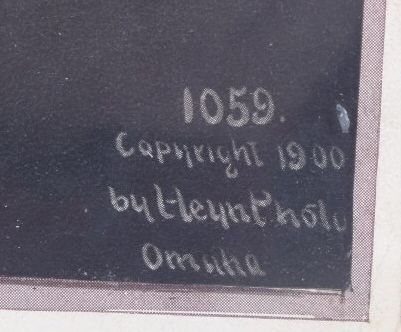 1059.
Copyright 1900
by Heyn Photo
Omaha